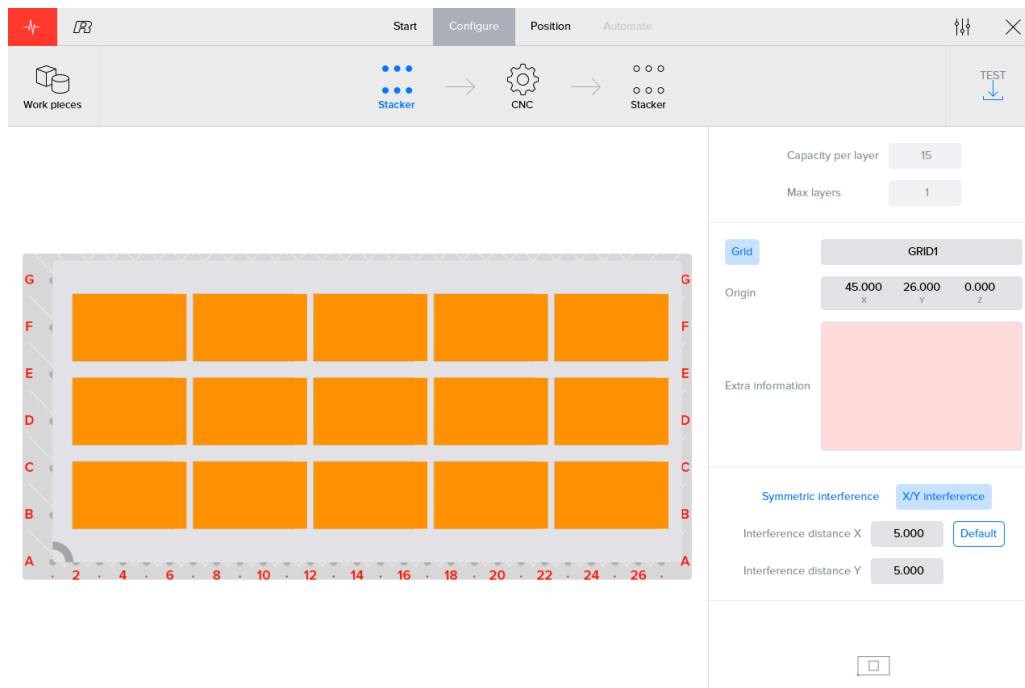 Start Configure Position Automate
Work pieces
Stacker
CNC
Stacker
TEST
Capacity per layer 15
Max layers 1
Grid GRID1
Origin 45.000 26.000 0.000
X Y Z
Extra information
Symmetric interference X/Y interference
Interference distance X 5.000 Default
Interference distance Y 5.000
G G
F F
E E
D D
C C
B B
A A
. 2 . 4 . 6 . 8 . 10 . 12 . 14 . 16 . 18 . 20 . 22 . 24 . 26 .